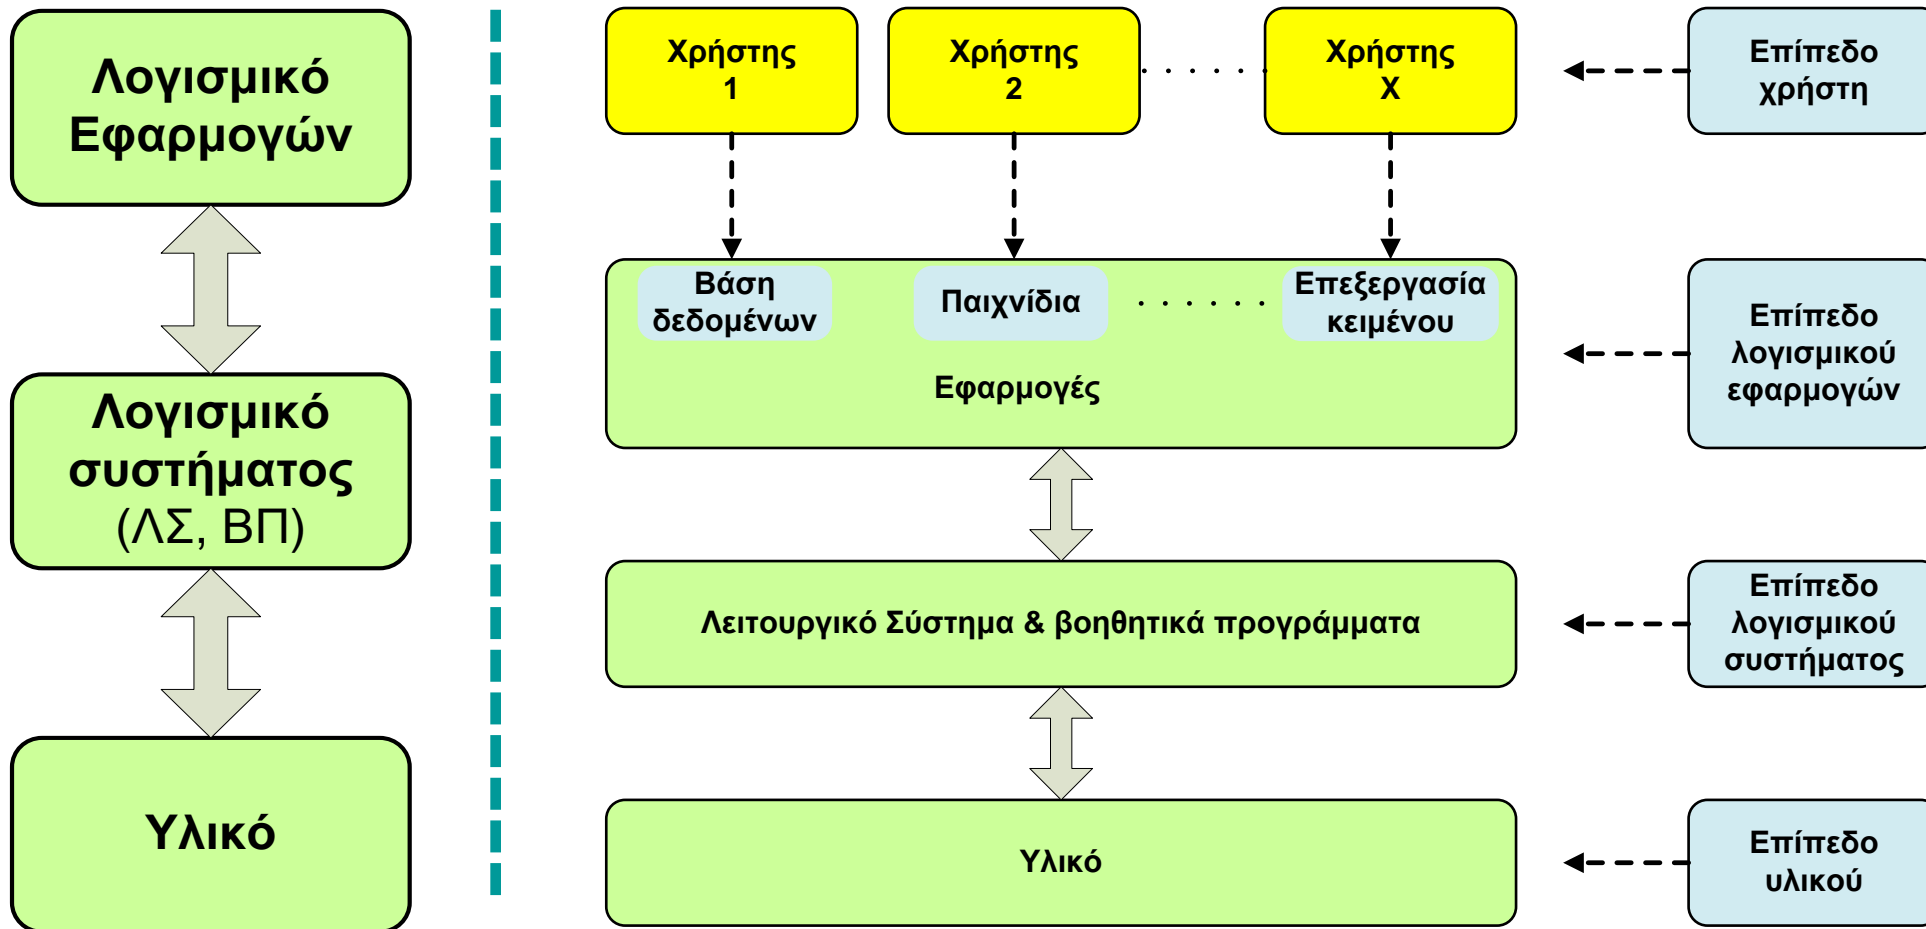 Λογισμικό
Εφαρμογών
Λογισμικό
συστήματος
(ΛΣ, ΒΠ)
Υλικό
Χρήστης
1
Χρήστης
2
. . . . . . .
Χρήστης
Χ
Επίπεδο
χρήστη
Βάση
δεδομένων
Παιχνίδια
. . . . . . .
Επεξεργασία
κειμένου
Εφαρμογές
Επίπεδο
λογισμικού
εφαρμογών
Λειτουργικό Σύστημα & βοηθητικά προγράμματα
Επίπεδο
λογισμικού
συστήματος
Υλικό
Επίπεδο
υλικού